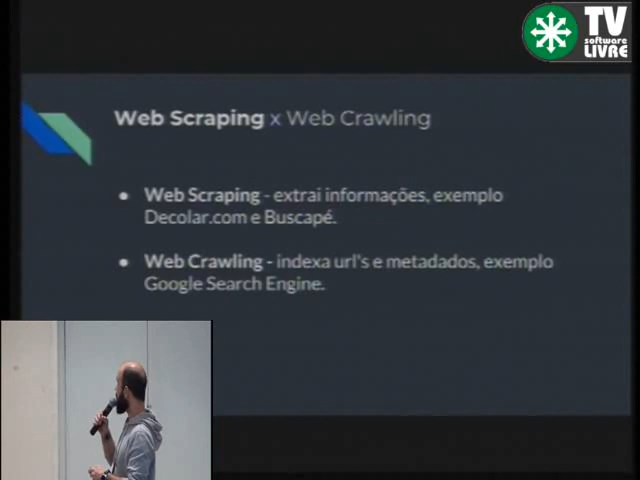 TV
software
LIVRE
Web Scraping x Web Crawling
● Web Scraping - extrai informações, exemplo
Decolar.com e Buscapé.
● Web Crawling - indexa url's e metadados, exemplo
Google Search Engine.